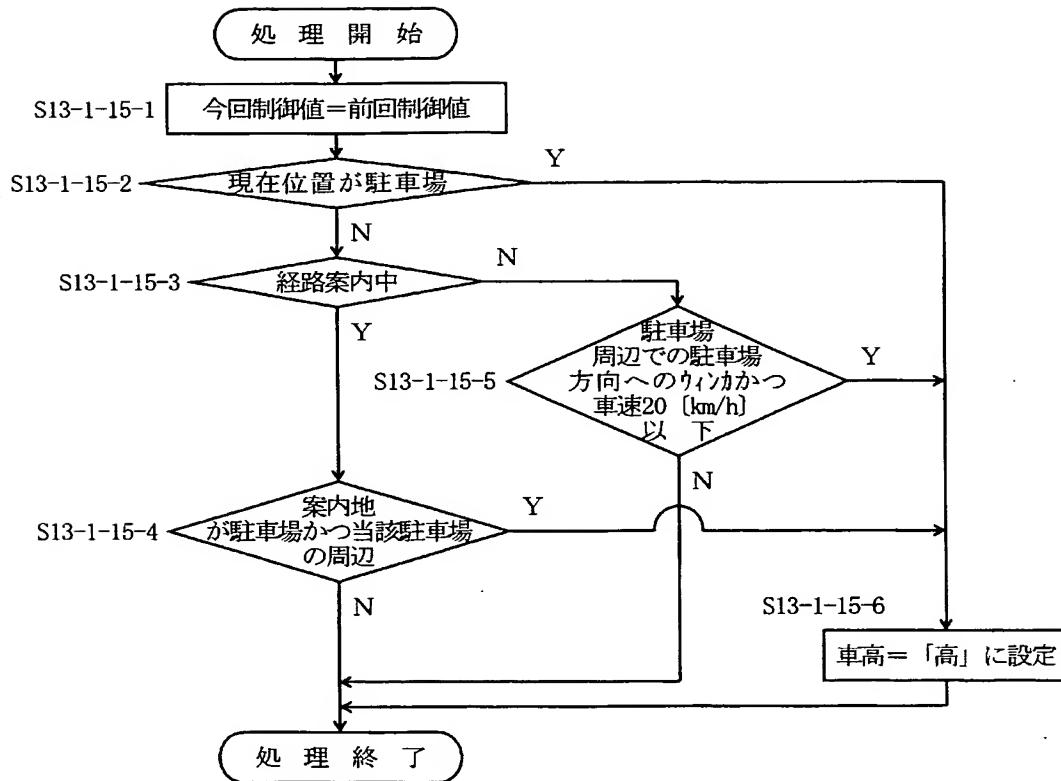 処理開始
S13-1-15-1
今回制御値＝前回制御値
S13-1-15-2
現在位置が駐車場
Y
N
S13-1-15-3
経路案内中
N
Y
S13-1-15-5
駐車場
周辺での駐車場
方向へのｳｨﾝｶかつ
車速20〔km/h〕
以下
Y
N
S13-1-15-4
案内地
が駐車場かつ当該駐車場
の周辺
Y
N
S13-1-15-6
車高＝「高」に設定
処理終了